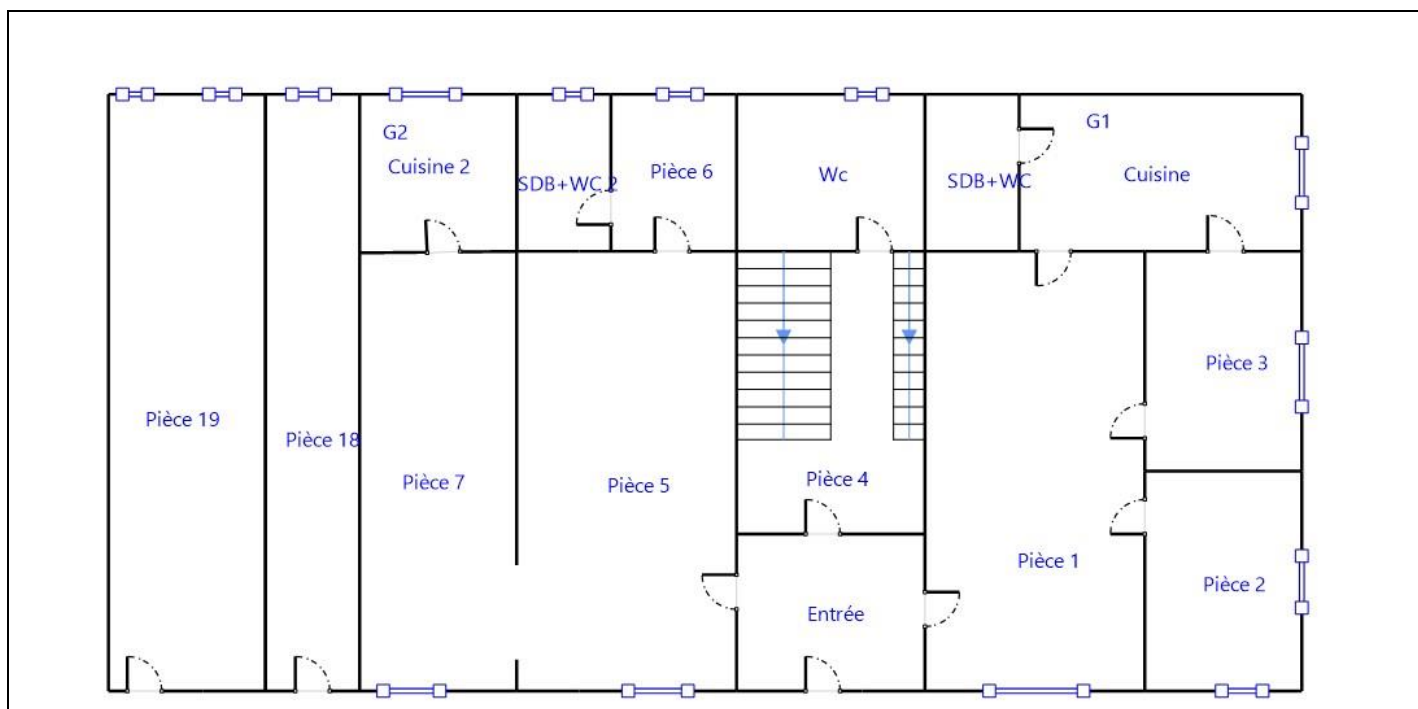 G1
G2
Cuisine 2
SDB+WC 2
Pièce 6
Wc
SDB+WC
Cuisine
Pièce 3
Pièce 19
Pièce 18
Pièce 7
Pièce 5
Pièce 4
Pièce 1
Pièce 2
Entrée